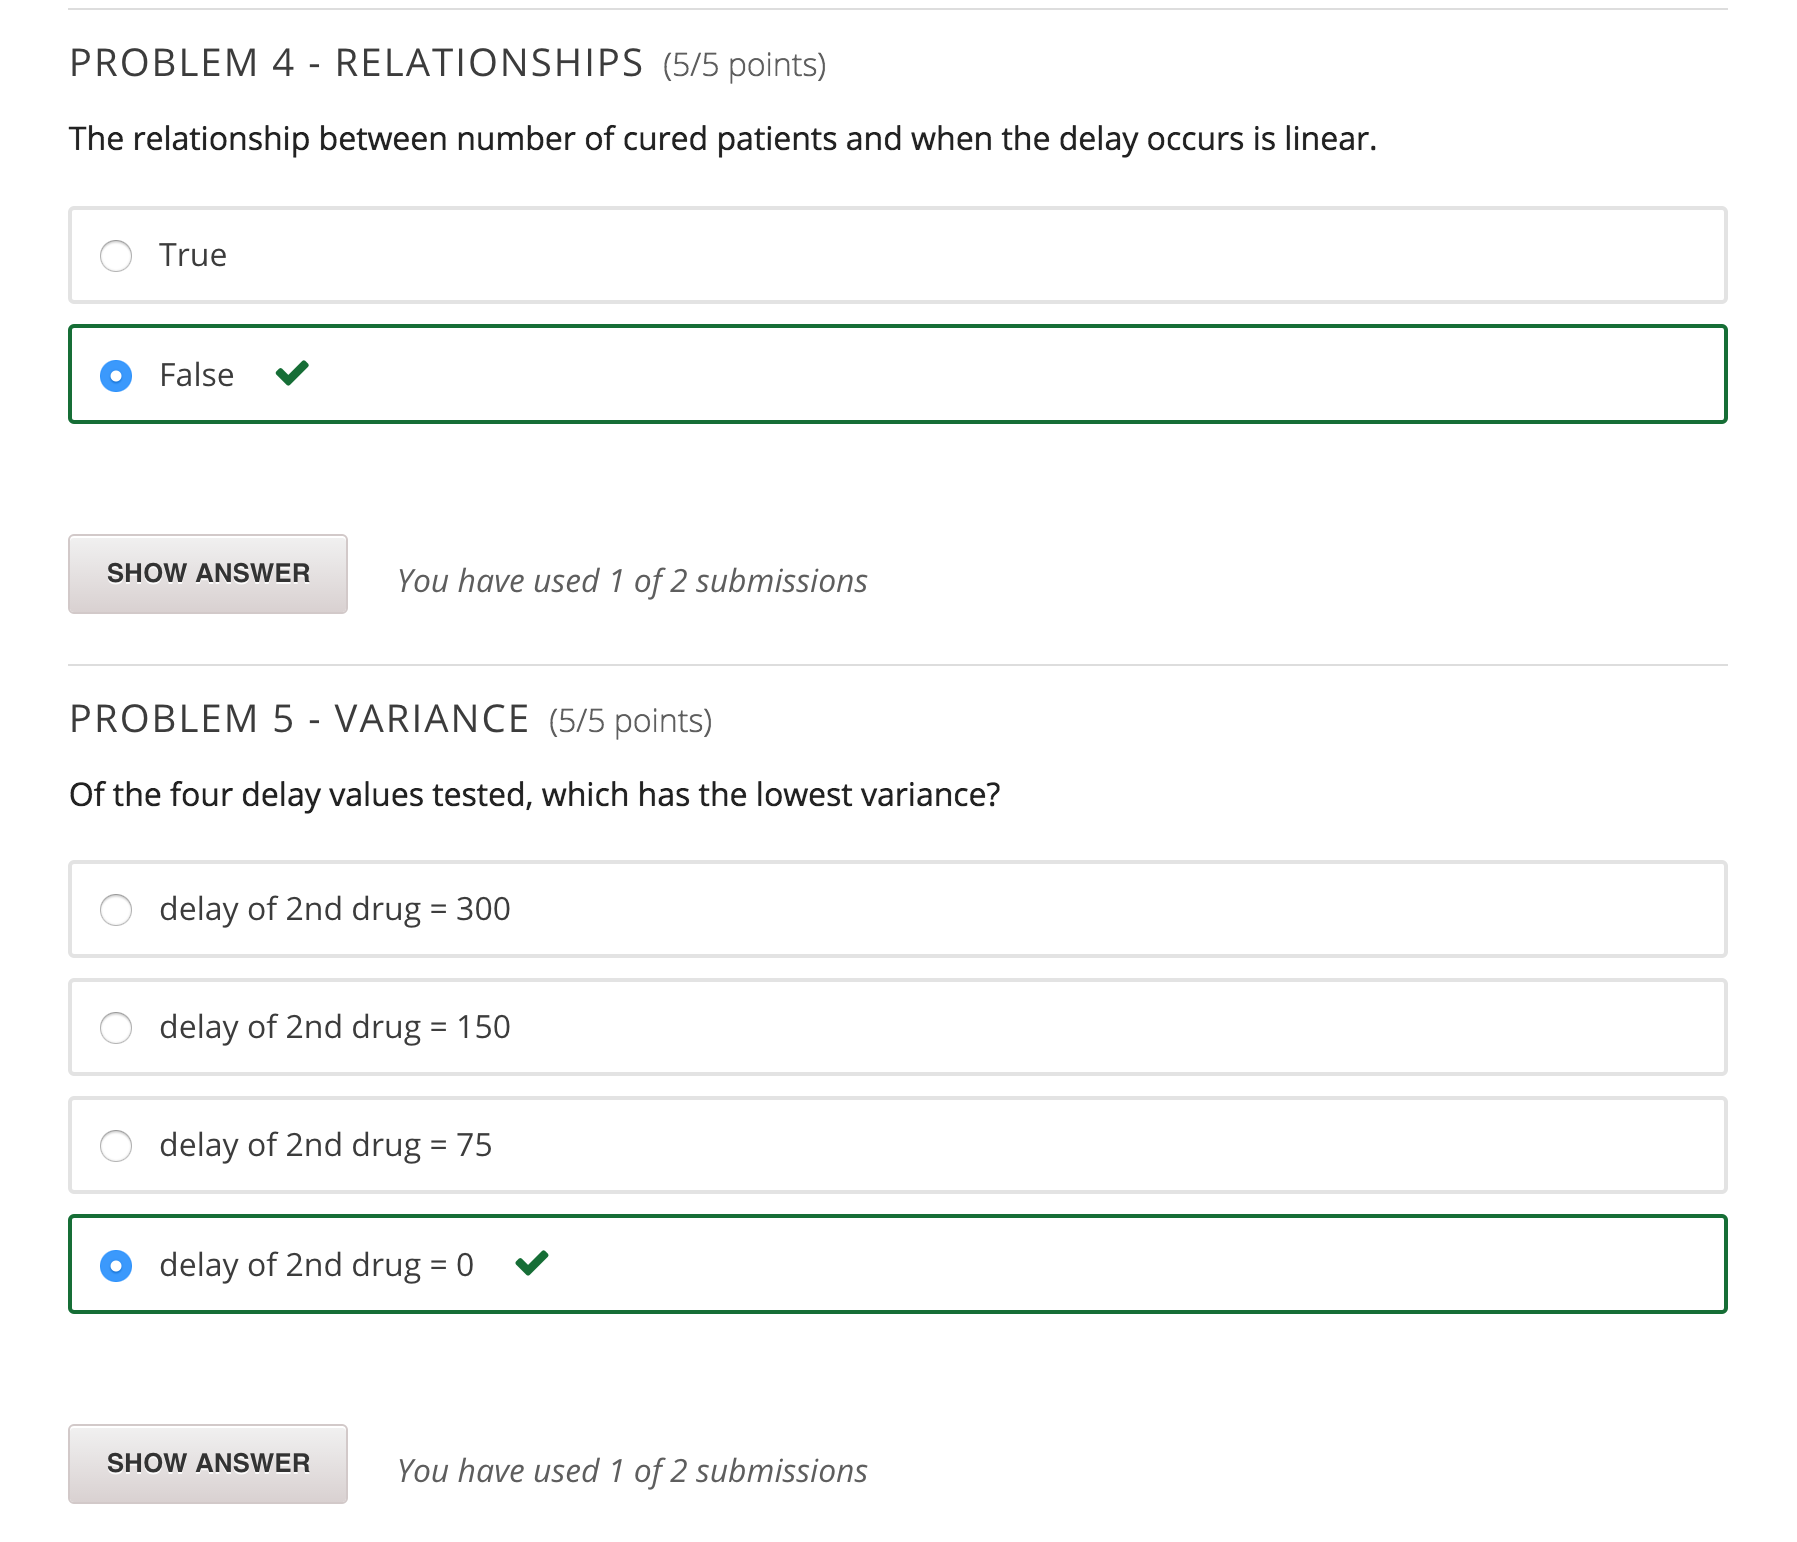 PROBLEM 4 - RELATIONSHIPS (5/5 points)
The relationship between number of cured patients and when the delay occurs is linear.
True
False
SHOW ANSWER You have used 1 of 2 submissions
PROBLEM 5 - VARIANCE (5/5 points)
Of the four delay values tested, which has the lowest variance?
delay of 2nd drug = 300
delay of 2nd drug = 150
delay of 2nd drug = 75
delay of 2nd drug = 0
SHOW ANSWER You have used 1 of 2 submissions